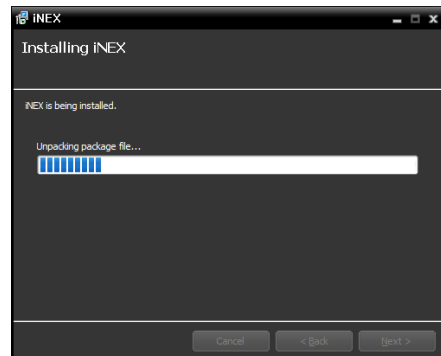 iNEX
Installing iNEX
iNEX is being installed.
Unpacking package file...
Cancel
< Back
Next >